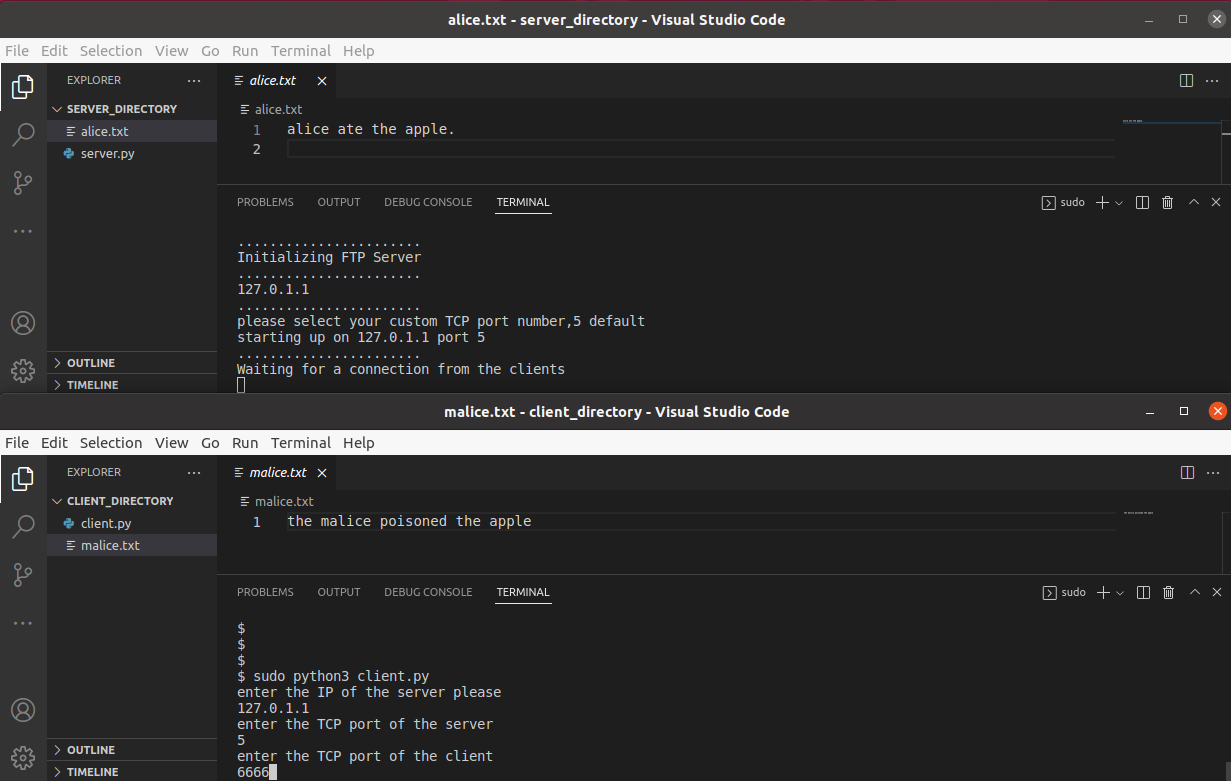 alice.txt - server_directory - Visual Studio Code
File Edit Selection View Go Run Terminal Help
EXPLORER
SERVER_DIRECTORY
alice.txt
server.py
OUTLINE
TIMELINE
alice.txt
alice.txt
1 alice ate the apple.
2
PROBLEMS OUTPUT DEBUG CONSOLE TERMINAL sudo
.......................
Initializing FTP Server
.......................
127.0.1.1
.......................
please select your custom TCP port number,5 default
starting up on 127.0.1.1 port 5
.......................
Waiting for a connection from the clients
malice.txt - client_directory - Visual Studio Code
File Edit Selection View Go Run Terminal Help
EXPLORER
CLIENT_DIRECTORY
client.py
malice.txt
OUTLINE
TIMELINE
malice.txt
malice.txt
1 the malice poisoned the apple
PROBLEMS OUTPUT DEBUG CONSOLE TERMINAL sudo
$
$
$
$ sudo python3 client.py
enter the IP of the server please
127.0.1.1
enter the TCP port of the server
5
enter the TCP port of the client
6666